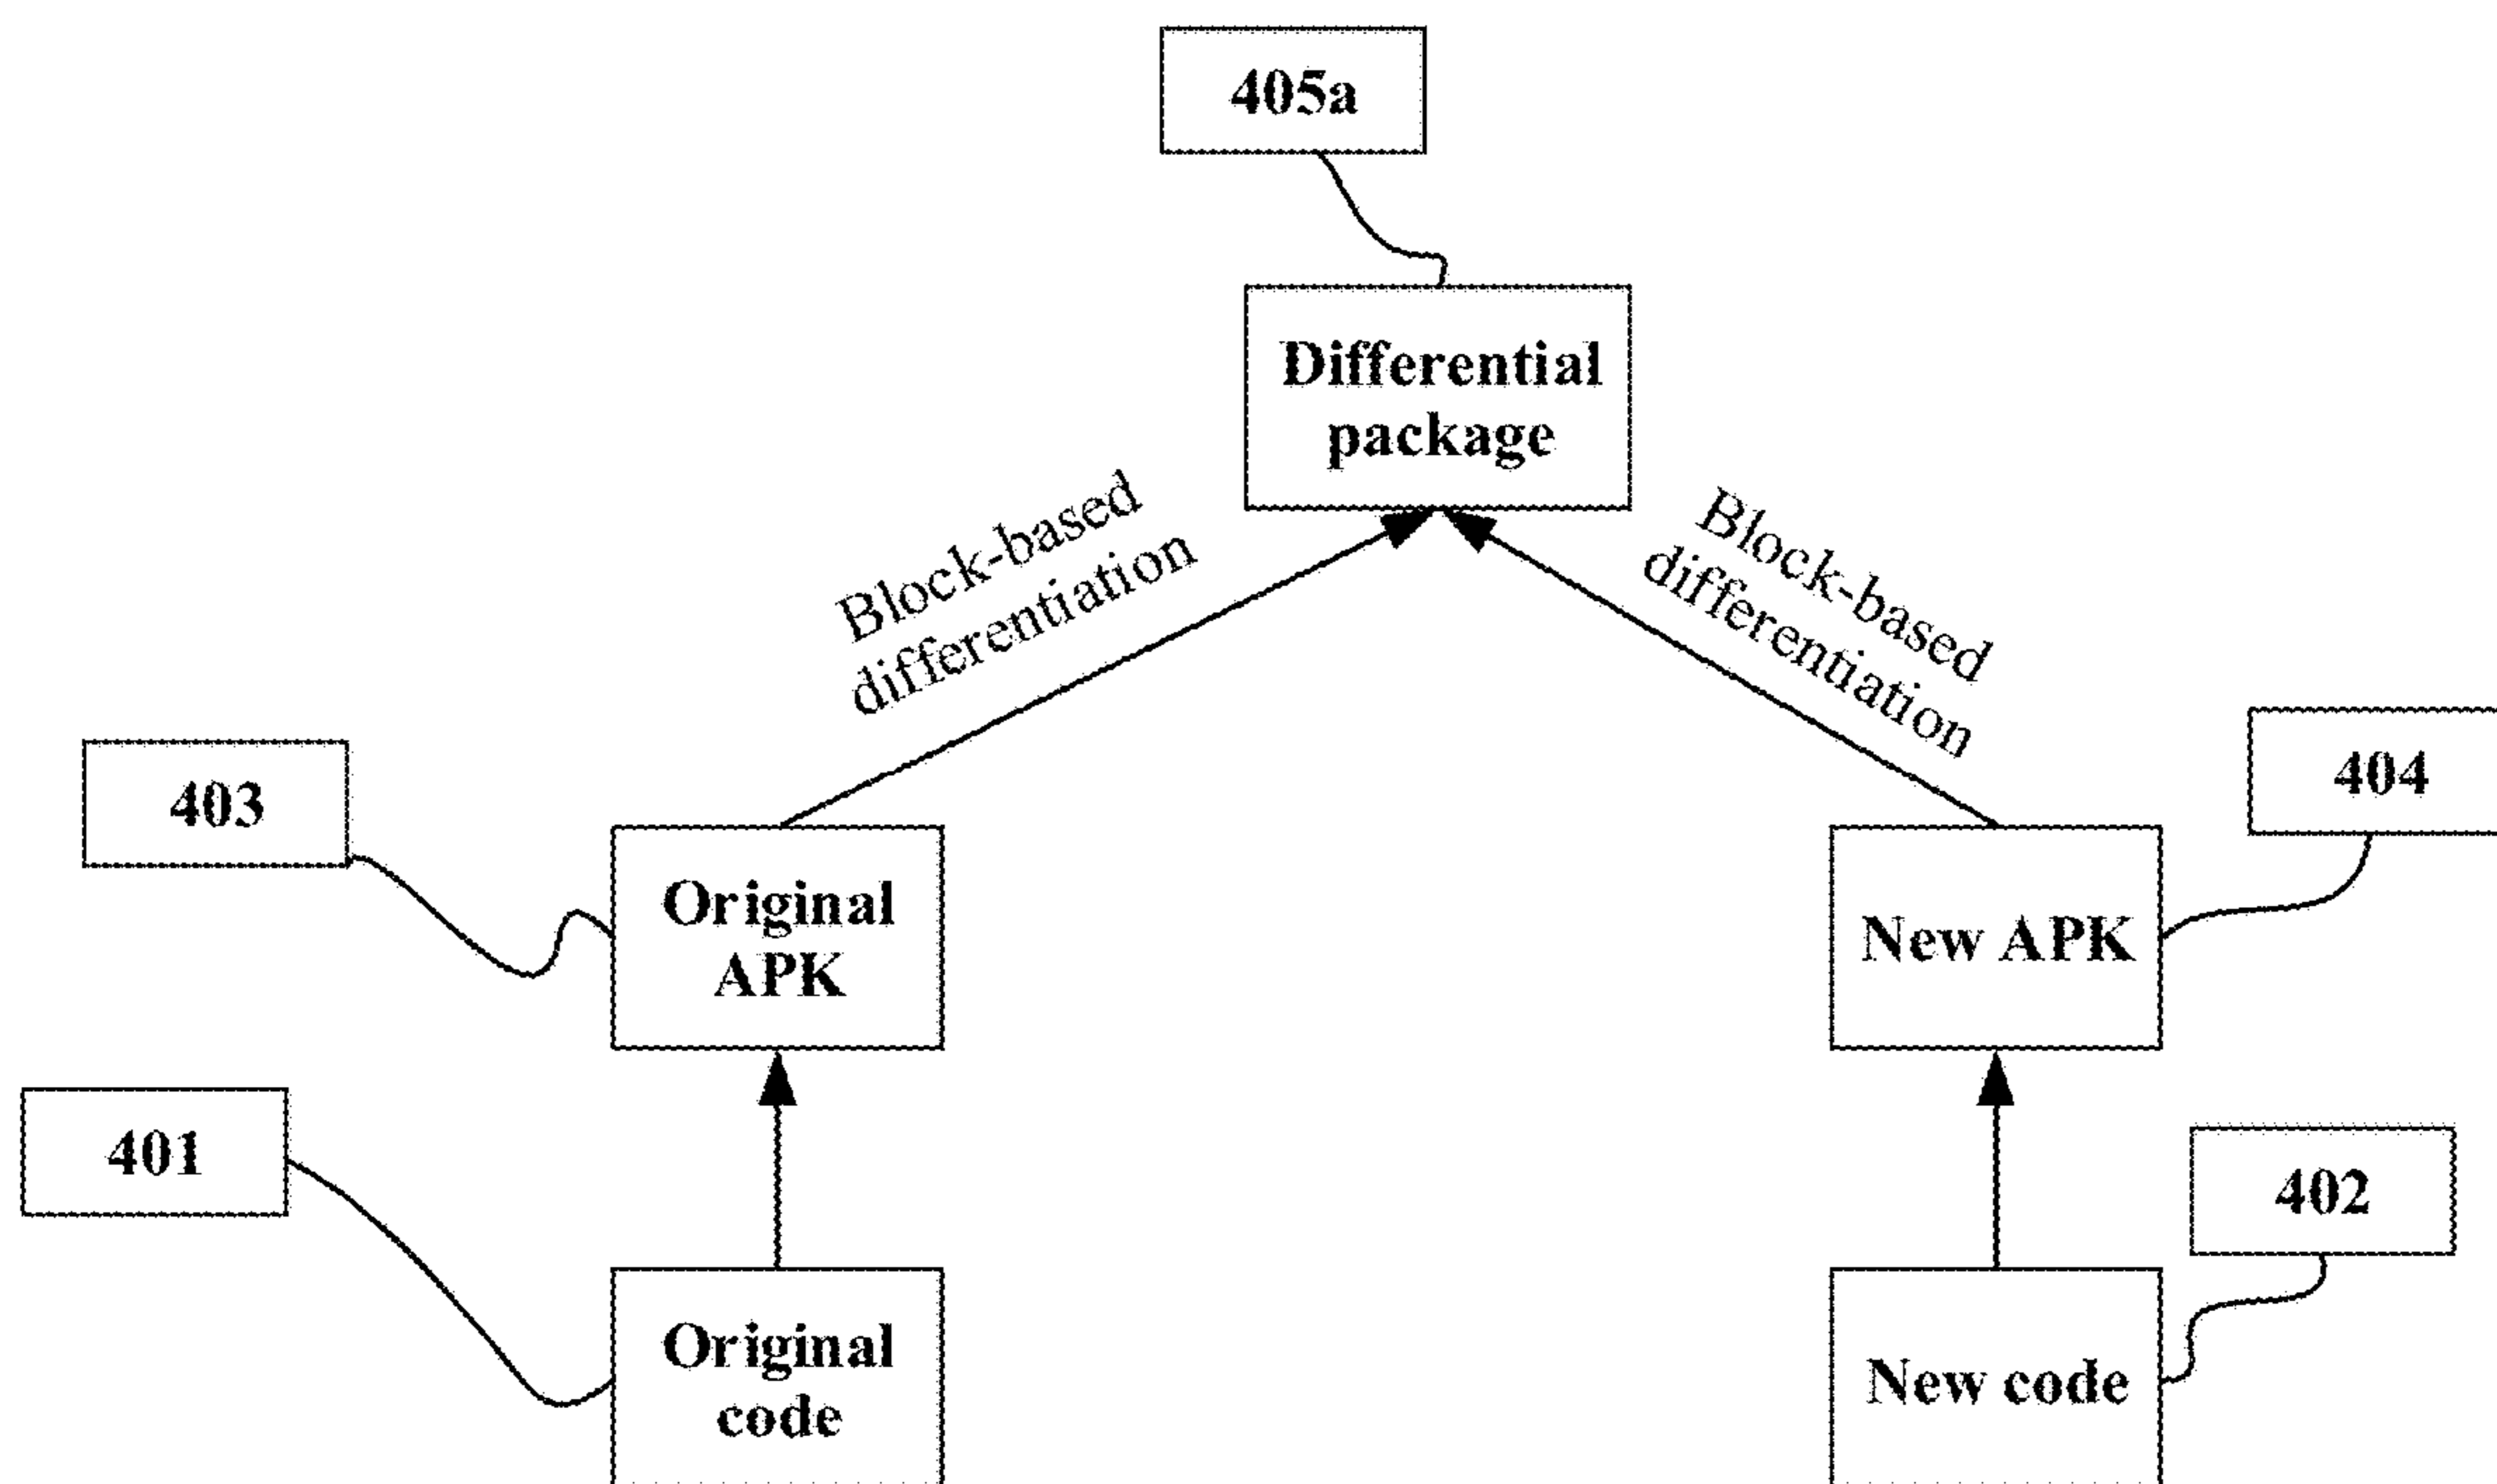 405a
Differential
package
Block-based
differentiation
Block-based
differentiation
403
Original
APK
New APK
404
401
Original
code
New code
402